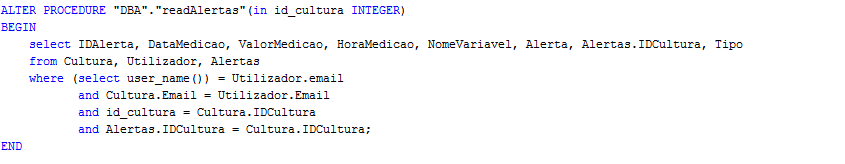 ALTER PROCEDURE "DBA"."readAlertas"(in id_cultura INTEGER)
BEGIN
    select IDAlerta, DataMedicao, ValorMedicao, HoraMedicao, NomeVariavel, Alerta, Alertas.IDCultura, Tipo
    from Cultura, Utilizador, Alertas
    where (select user_name()) = Utilizador.email
           and Cultura.Email = Utilizador.Email
           and id_cultura = Cultura.IDCultura
           and Alertas.IDCultura = Cultura.IDCultura;
END